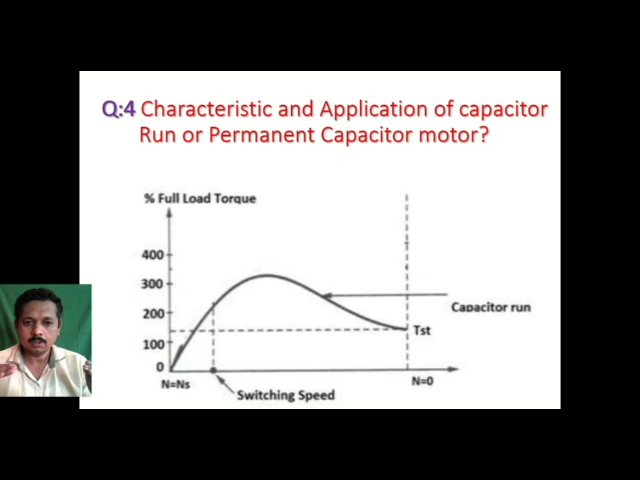 Q:4 Characteristic and Application of capacitor
Run or Permanent Capacitor motor?
% Full Load Torque
400
300
200
100
0
Capacitor run
Tst
N=Ns
N=0
Switching Speed